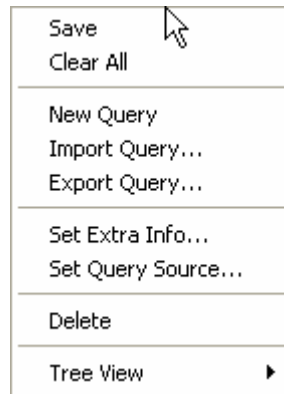 Save
Clear All
New Query
Import Query...
Export Query...
Set Extra Info...
Set Query Source...
Delete
Tree View